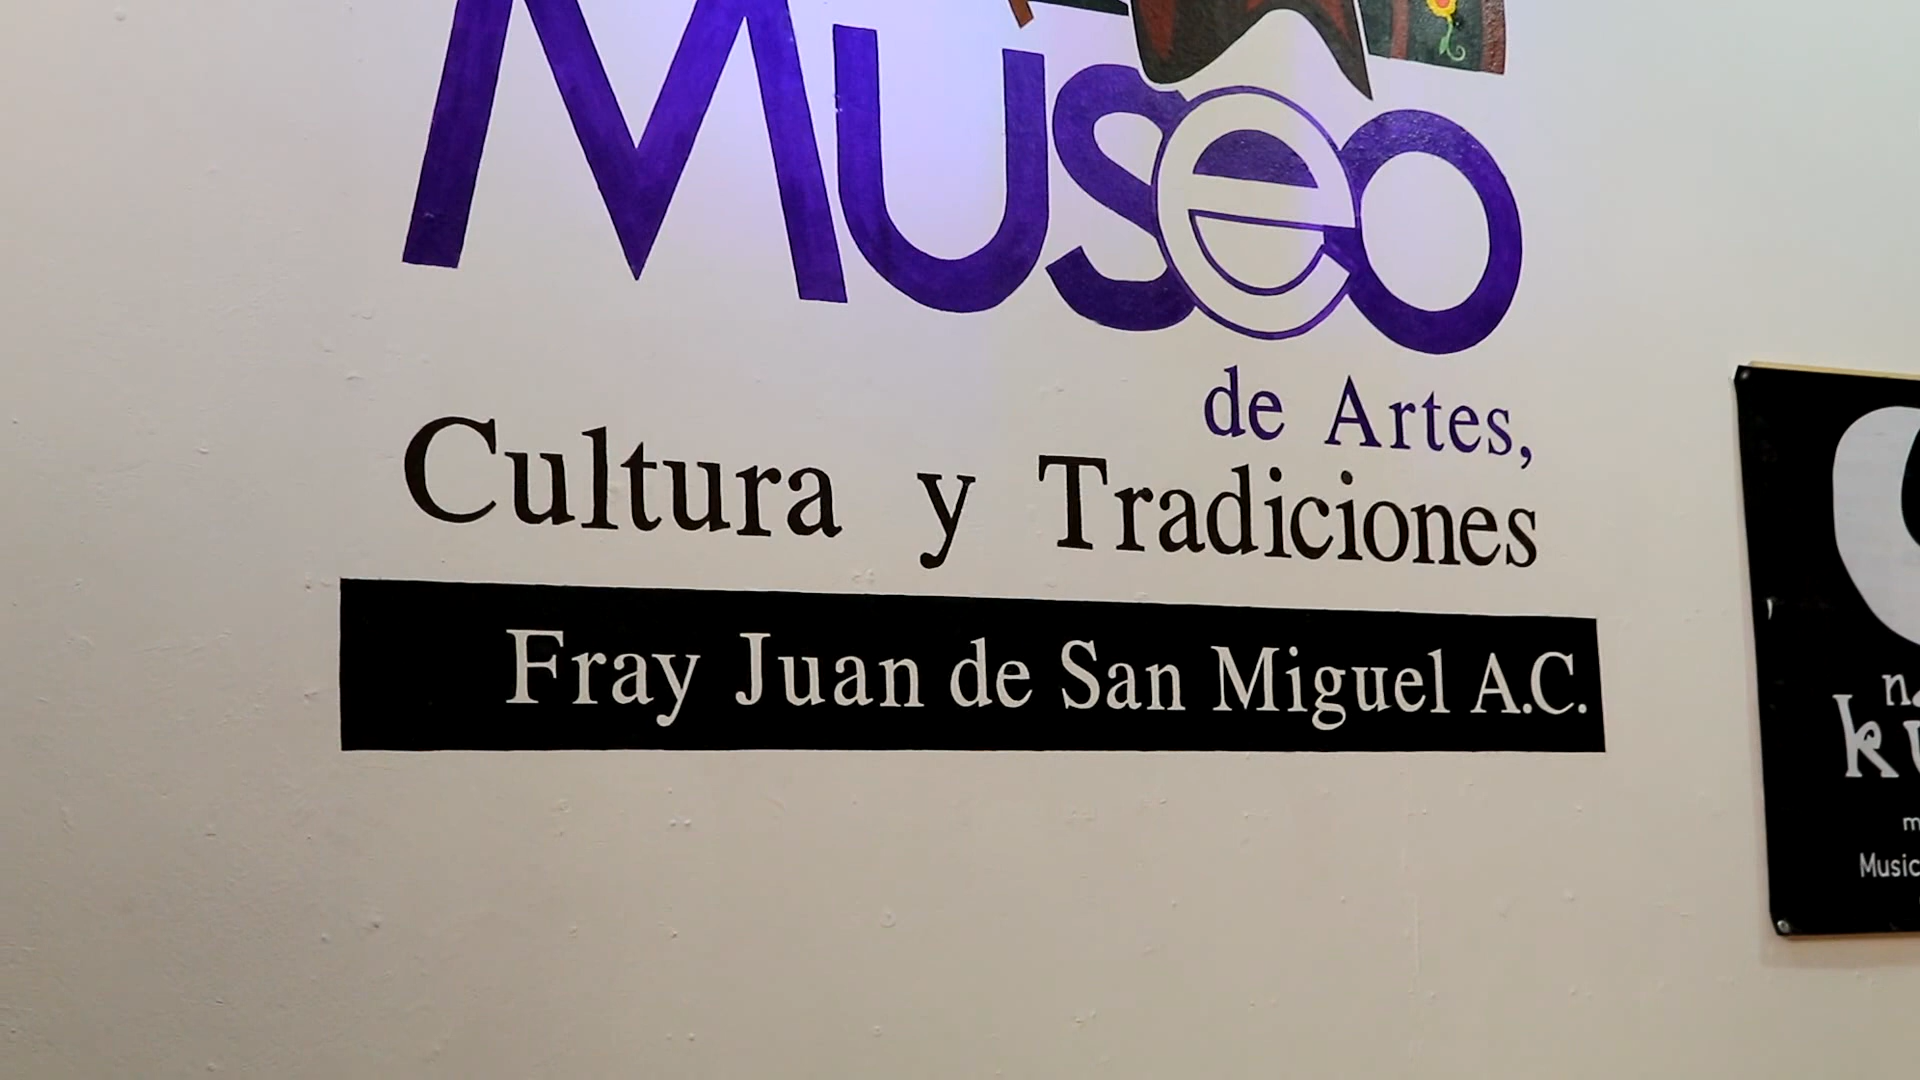 Museo
de Artes,
Cultura y Tradiciones
Fray Juan de San Miguel A.C.